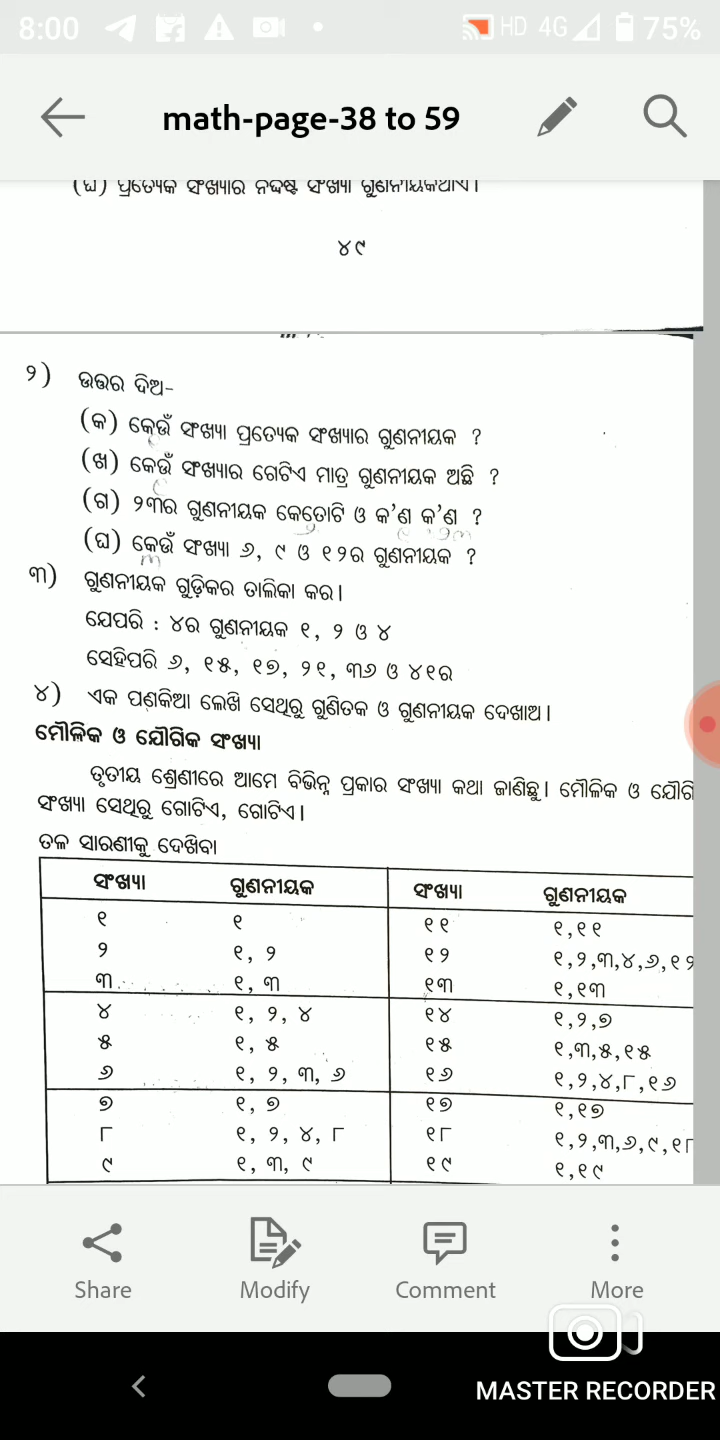 8:00 HD 4G 75%
math-page-38 to 59
(ଘ) ପ୍ରତ୍ୟେକ ସଂଖ୍ୟାର ନିର୍ଦ୍ଦିଷ୍ଟ ସଂଖ୍ୟା ଗୁଣନୀୟକଥାଏ।
୪୯
୨) ଉତ୍ତର ଦିଅ-
(କ) କେଉଁ ସଂଖ୍ୟା ପ୍ରତ୍ୟେକ ସଂଖ୍ୟାର ଗୁଣନୀୟକ ?
(ଖ) କେଉଁ ସଂଖ୍ୟାର ଗୋଟିଏ ମାତ୍ର ଗୁଣନୀୟକ ଅଛି ?
(ଗ) ୨୩ର ଗୁଣନୀୟକ କେତୋଟି ଓ କ'ଣ କ'ଣ ?
(ଘ) କେଉଁ ସଂଖ୍ୟା ୬, ୯ ଓ ୧୨ର ଗୁଣନୀୟକ ?
୩) ଗୁଣନୀୟକ ଗୁଡ଼ିକର ତାଲିକା କର।
ଯେପରି : ୪ର ଗୁଣନୀୟକ ୧, ୨ ଓ ୪
ସେହିପରି ୬, ୧୫, ୧୭, ୨୧, ୩୬ ଓ ୪୧ର
୪) ଏକ ପଣକିଆ ଲେଖି ସେଥିରୁ ଗୁଣିତକ ଓ ଗୁଣନୀୟକ ଦେଖାଅ।
ମୌଳିକ ଓ ଯୌଗିକ ସଂଖ୍ୟା
ତୃତୀୟ ଶ୍ରେଣୀରେ ଆମେ ବିଭିନ୍ନ ପ୍ରକାର ସଂଖ୍ୟା କଥା ଜାଣିଛୁ। ମୌଳିକ ଓ ଯୌଗି
ସଂଖ୍ୟା ସେଥିରୁ ଗୋଟିଏ, ଗୋଟିଏ।
ତଳ ସାରଣୀକୁ ଦେଖିବା
ସଂଖ୍ୟା ଗୁଣନୀୟକ ସଂଖ୍ୟା ଗୁଣନୀୟକ
୧ ୧ ୧୧ ୧,୧୧
୨ ୧, ୨ ୧୨ ୧,୨,୩,୪,୬,୧୨
୩ ୧, ୩ ୧୩ ୧,୧୩
୪ ୧, ୨, ୪ ୧୪ ୧,୨,୭
୫ ୧, ୫ ୧୫ ୧,୩,୫,୧୫
୬ ୧, ୨, ୩, ୬ ୧୬ ୧,୨,୪,୮,୧୬
୭ ୧, ୭ ୧୭ ୧,୧୭
୮ ୧, ୨, ୪, ୮ ୧୮ ୧,୨,୩,୬,୯,୧୮
୯ ୧, ୩, ୯ ୧୯ ୧,୧୯
Share Modify Comment More
MASTER RECORDER